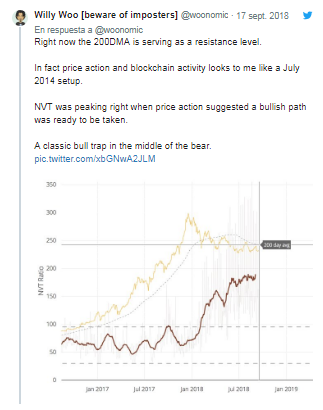 Willy Woo [beware of imposters] @woonomic · 17 sept. 2018
En respuesta a @woonomic
Right now the 200DMA is serving as a resistance level.
In fact price action and blockchain activity looks to me like a July
2014 setup.
NVT was peaking right when price action suggested a bullish path
was ready to be taken.
A classic bull trap in the middle of the bear.
pic.twitter.com/xbGNwA2JLM
350
300
250
200 day avg
200
NVT Ratio
150
100
50
0
Jan 2017
Jul 2017
Jan 2018
Jul 2018
Jan 2019